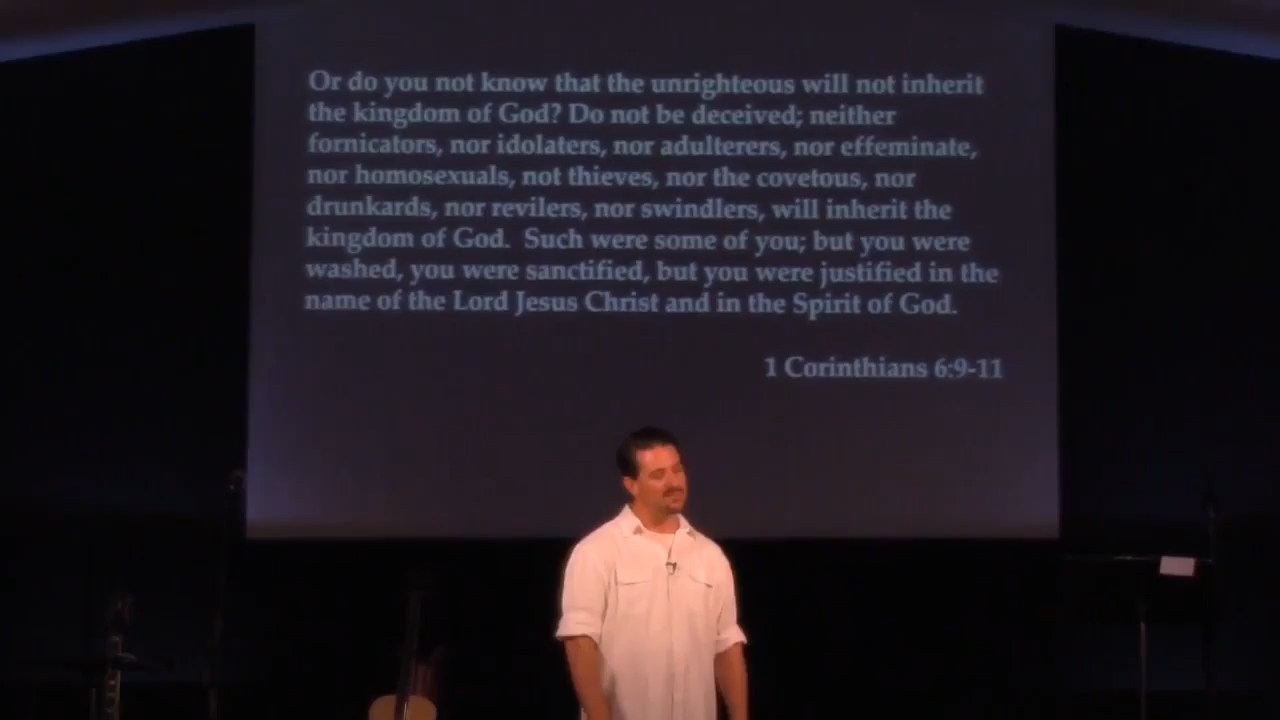 Or do you not know that the unrighteous will not inherit
the kingdom of God? Do not be deceived; neither
fornicators, nor idolaters, nor adulterers, nor effeminate,
nor homosexuals, not thieves, nor the covetous, nor
drunkards, nor revilers, nor swindlers, will inherit the
kingdom of God.  Such were some of you; but you were
washed, you were sanctified, but you were justified in the
name of the Lord Jesus Christ and in the Spirit of God.
1 Corinthians 6:9-11